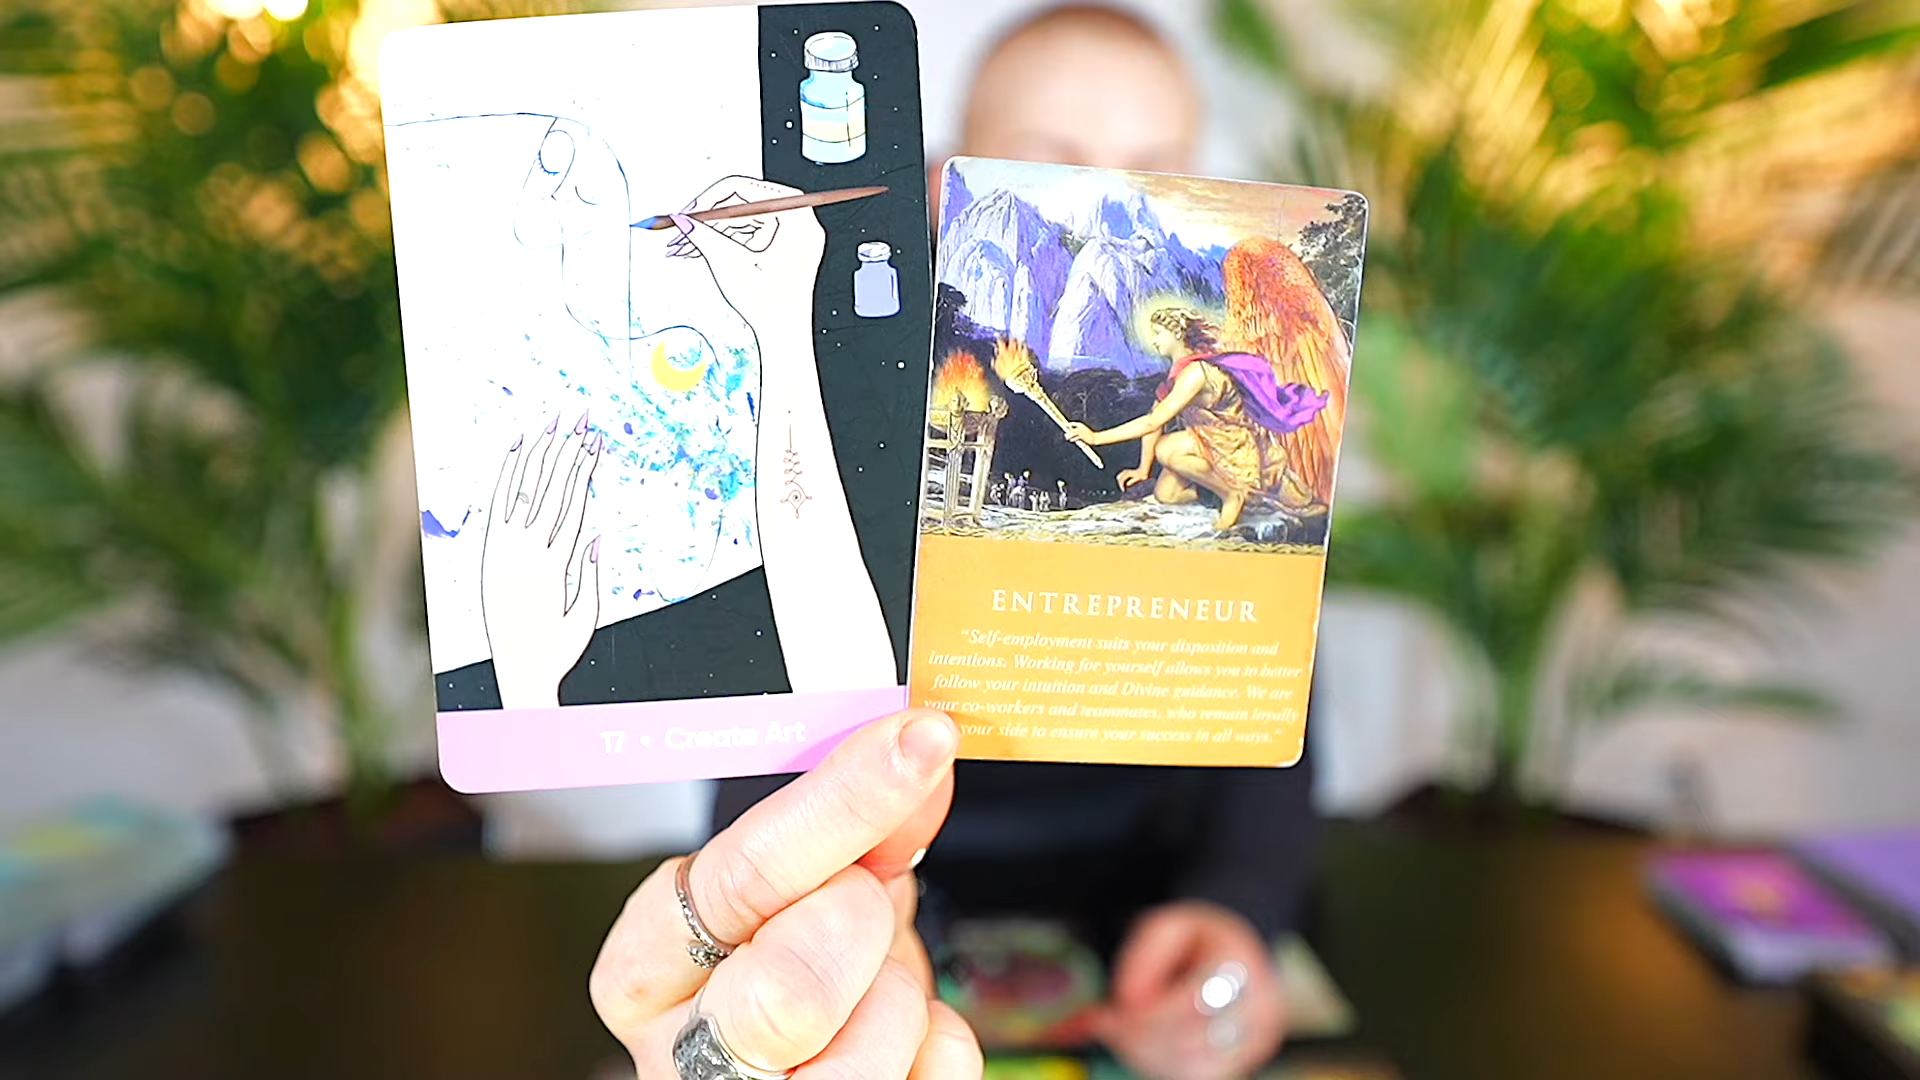 17 • Create Art
ENTREPRENEUR
"Self-employment suits your disposition and
intentions. Working for yourself allows you to better
follow your intuition and Divine guidance. We are
your co-workers and teammates, who remain loyally
your side to ensure your success in all ways."